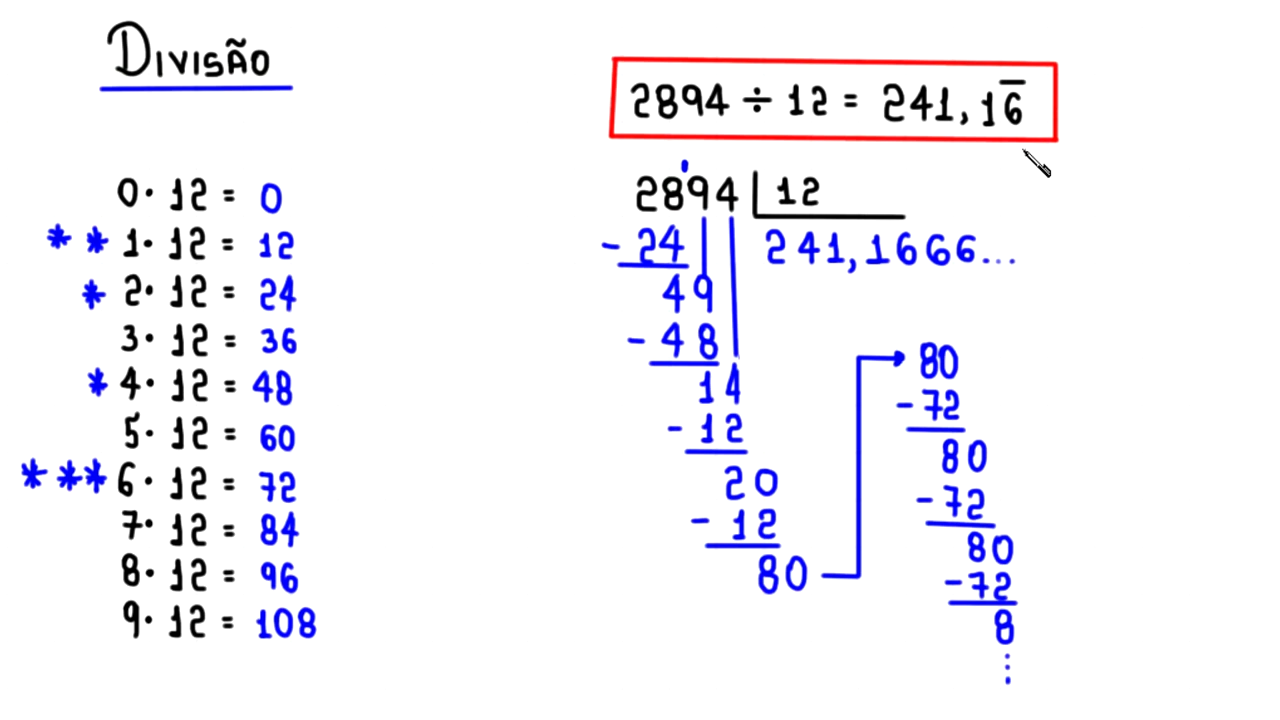 DIVISÃO
0· 12 = 0
** 1· 12 = 12
* 2· 12 = 24
3· 12 = 36
* 4· 12 = 48
5· 12 = 60
*** 6· 12 = 72
7· 12 = 84
8· 12 = 96
9· 12 = 108
2894 ÷ 12 = 241,16̅
28'94 | 12
- 24
241,1666...
49
- 48
14
- 12
20
- 12
80
80
- 72
80
- 72
80
- 72
8
⋮